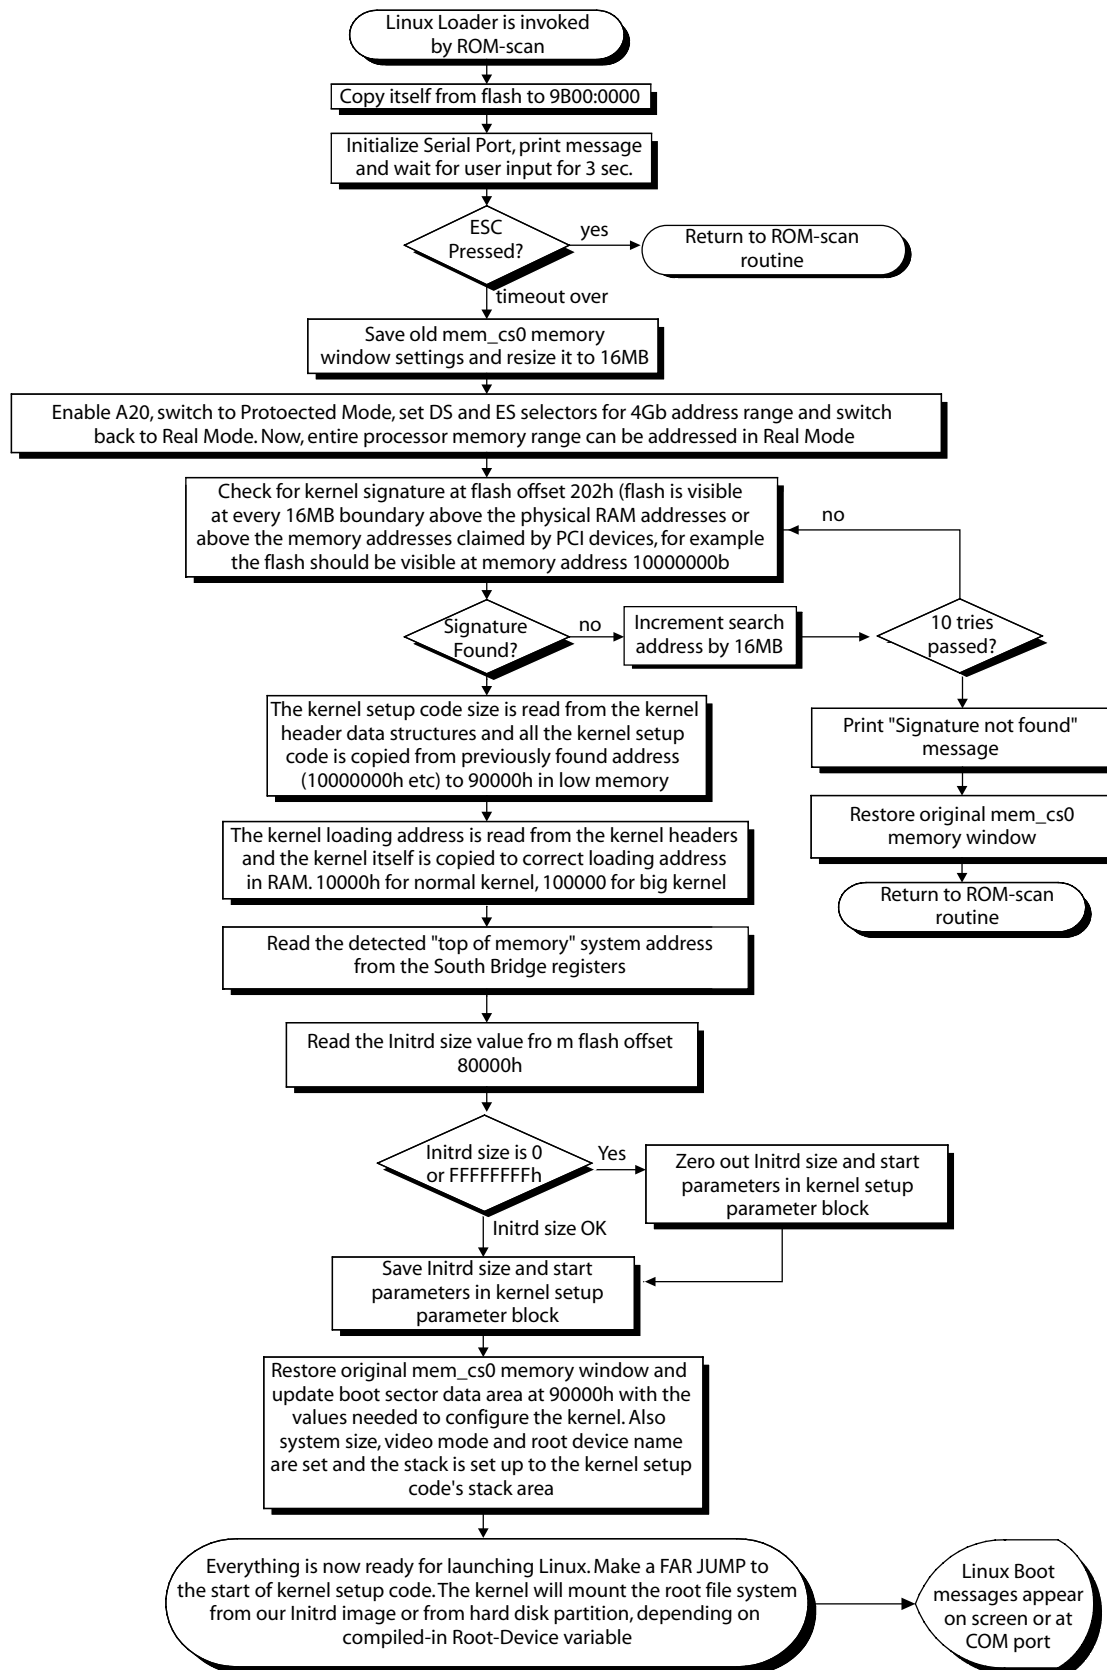 Linux Loader is invoked
by ROM-scan
Copy itself from flash to 9B00:0000
Initialize Serial Port, print message
and wait for user input for 3 sec.
ESC
Pressed?
yes
Return to ROM-scan
routine
timeout over
Save old mem_cs0 memory
window settings and resize it to 16MB
Enable A20, switch to Protoected Mode, set DS and ES selectors for 4Gb address range and switch
back to Real Mode. Now, entire processor memory range can be addressed in Real Mode
Check for kernel signature at flash offset 202h (flash is visible
at every 16MB boundary above the physical RAM addresses or
above the memory addresses claimed by PCI devices, for example
the flash should be visible at memory address 10000000b
no
Signature
Found?
no
Increment search
address by 16MB
10 tries
passed?
The kernel setup code size is read from the kernel
header data structures and all the kernel setup
code is copied from previously found address
(10000000h etc) to 90000h in low memory
Print "Signature not found"
message
The kernel loading address is read from the kernel headers
and the kernel itself is copied to correct loading address
in RAM. 10000h for normal kernel, 100000 for big kernel
Restore original mem_cs0
memory window
Return to ROM-scan
routine
Read the detected "top of memory" system address
from the South Bridge registers
Read the Initrd size value fro m flash offset
80000h
Initrd size is 0
or FFFFFFFFh
Yes
Zero out Initrd size and start
parameters in kernel setup
parameter block
Initrd size OK
Save Initrd size and start
parameters in kernel setup
parameter block
Restore original mem_cs0 memory window and
update boot sector data area at 90000h with the
values needed to configure the kernel. Also
system size, video mode and root device name
are set and the stack is set up to the kernel setup
code's stack area
Everything is now ready for launching Linux. Make a FAR JUMP to
the start of kernel setup code. The kernel will mount the root file system
from our Initrd image or from hard disk partition, depending on
compiled-in Root-Device variable
Linux Boot
messages appear
on screen or at
COM port